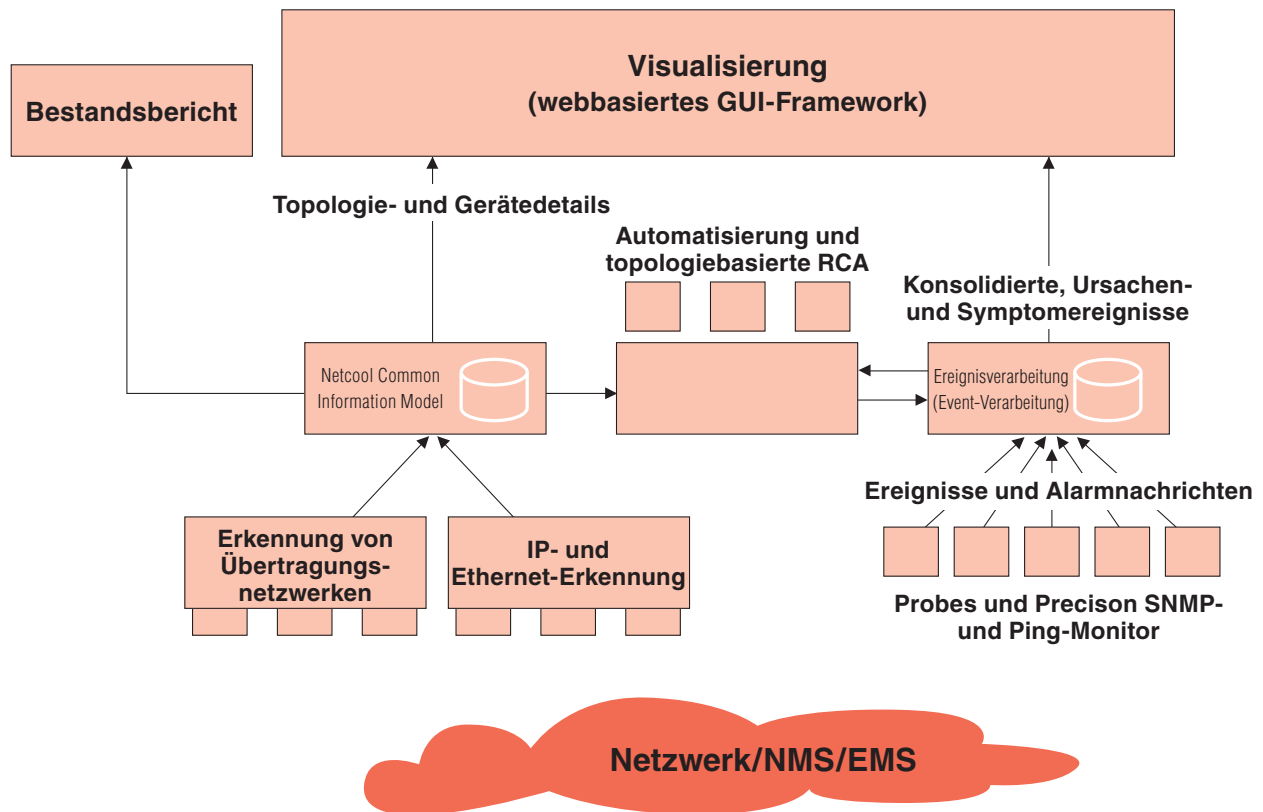 Visualisierung
(webbasiertes GUI-Framework)
Bestandsbericht
Topologie- und Gerätedetails
Automatisierung und
topologiebasierte RCA
Konsolidierte, Ursachen-
und Symptomereignisse
Netcool Common
Information Model
Ereignisverarbeitung
(Event-Verarbeitung)
Ereignisse und Alarmnachrichten
Erkennung von
Übertragungs-
netzwerken
IP- und
Ethernet-Erkennung
Probes und Precison SNMP-
und Ping-Monitor
Netzwerk/NMS/EMS